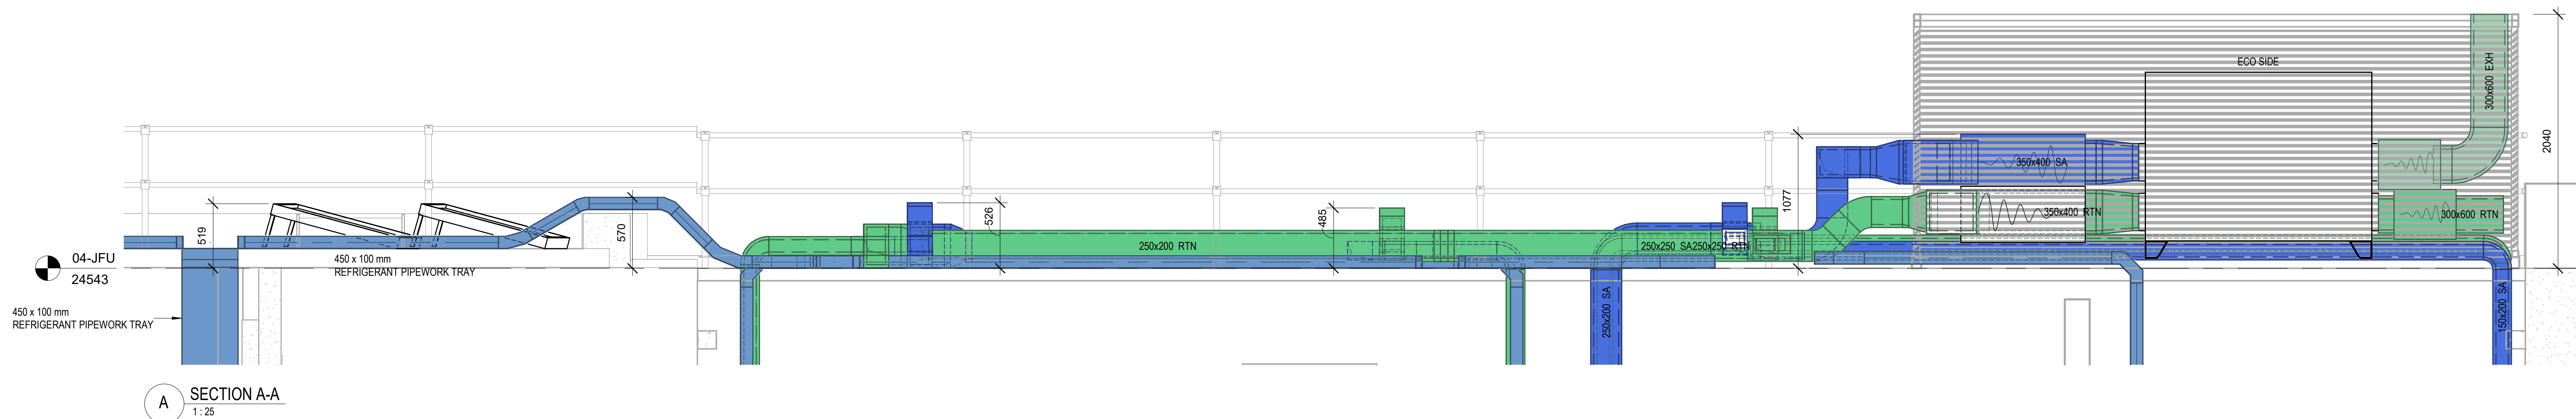 ECO SIDE
300x600 EXH
2040
350x400 SA
1077
350x400 RTN
300x600 RTN
519
570
526
485
250x200 RTN
250x250 SA250x250 RTN
04-JFU
24543
450 x 100 mm
REFRIGERANT PIPEWORK TRAY
450 x 100 mm
REFRIGERANT PIPEWORK TRAY
250x200 SA
150x200 SA
A
SECTION A-A
1 : 25